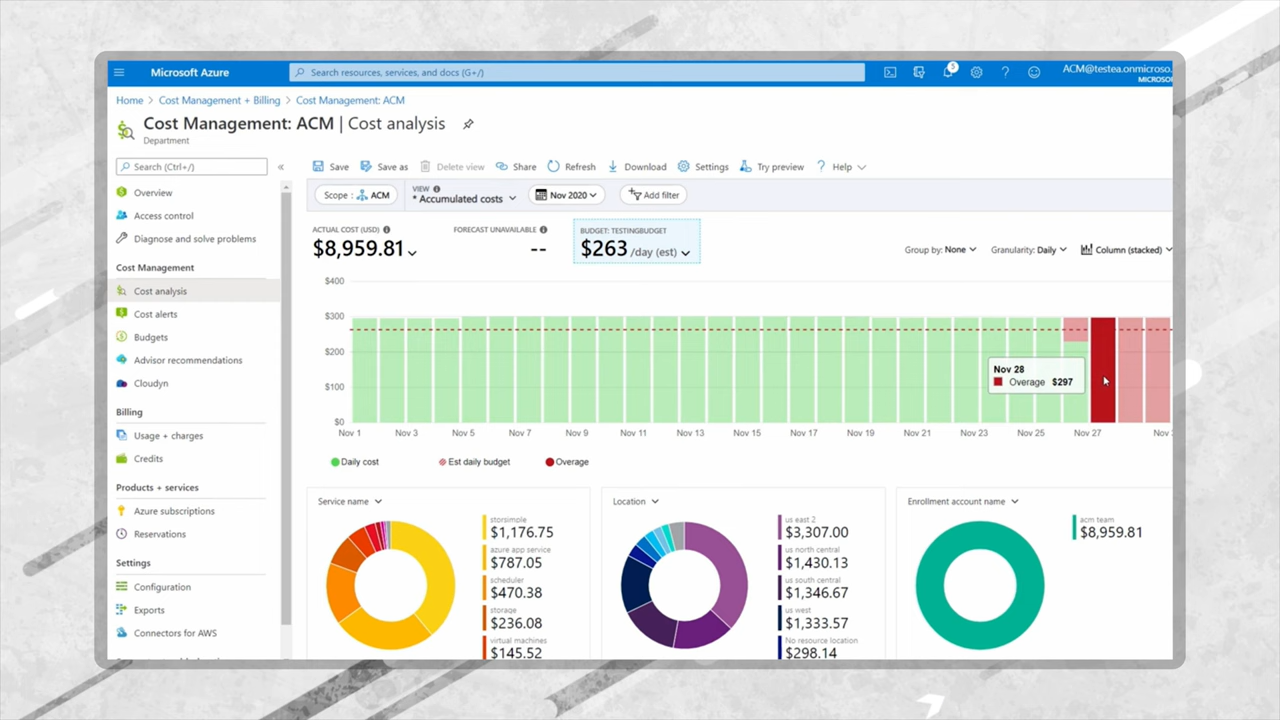 Microsoft Azure
Search resources, services, and docs (G+/)
5
ACM@testea.onmicroso.
MICROSO
Home > Cost Management + Billing > Cost Management: ACM
Cost Management: ACM | Cost analysis
Department
Search (Ctrl+/)
«
Overview
Access control
Diagnose and solve problems
Cost Management
Cost analysis
Cost alerts
Budgets
Advisor recommendations
Cloudyn
Billing
Usage + charges
Credits
Products + services
Azure subscriptions
Reservations
Settings
Configuration
Exports
Connectors for AWS
Save
Save as
Delete view
Share
Refresh
Download
Settings
Try preview
Help
Scope : ACM
VIEW
* Accumulated costs
Nov 2020
Add filter
ACTUAL COST (USD)
$8,959.81
FORECAST UNAVAILABLE
--
BUDGET: TESTINGBUDGET
$263 /day (est)
Group by: None
Granularity: Daily
Column (stacked)
$400
$300
$200
$100
$0
Nov 28
Overage $297
Nov 1 Nov 3 Nov 5 Nov 7 Nov 9 Nov 11 Nov 13 Nov 15 Nov 17 Nov 19 Nov 21 Nov 23 Nov 25 Nov 27 Nov
Daily cost
Est daily budget
Overage
Service name
storsimple
$1,176.75
azure app service
$787.05
scheduler
$470.38
storage
$236.08
virtual machines
$145.52
Location
us east 2
$3,307.00
us north central
$1,430.13
us south central
$1,346.67
us west
$1,333.57
No resource location
$298.14
Enrollment account name
acm team
$8,959.81